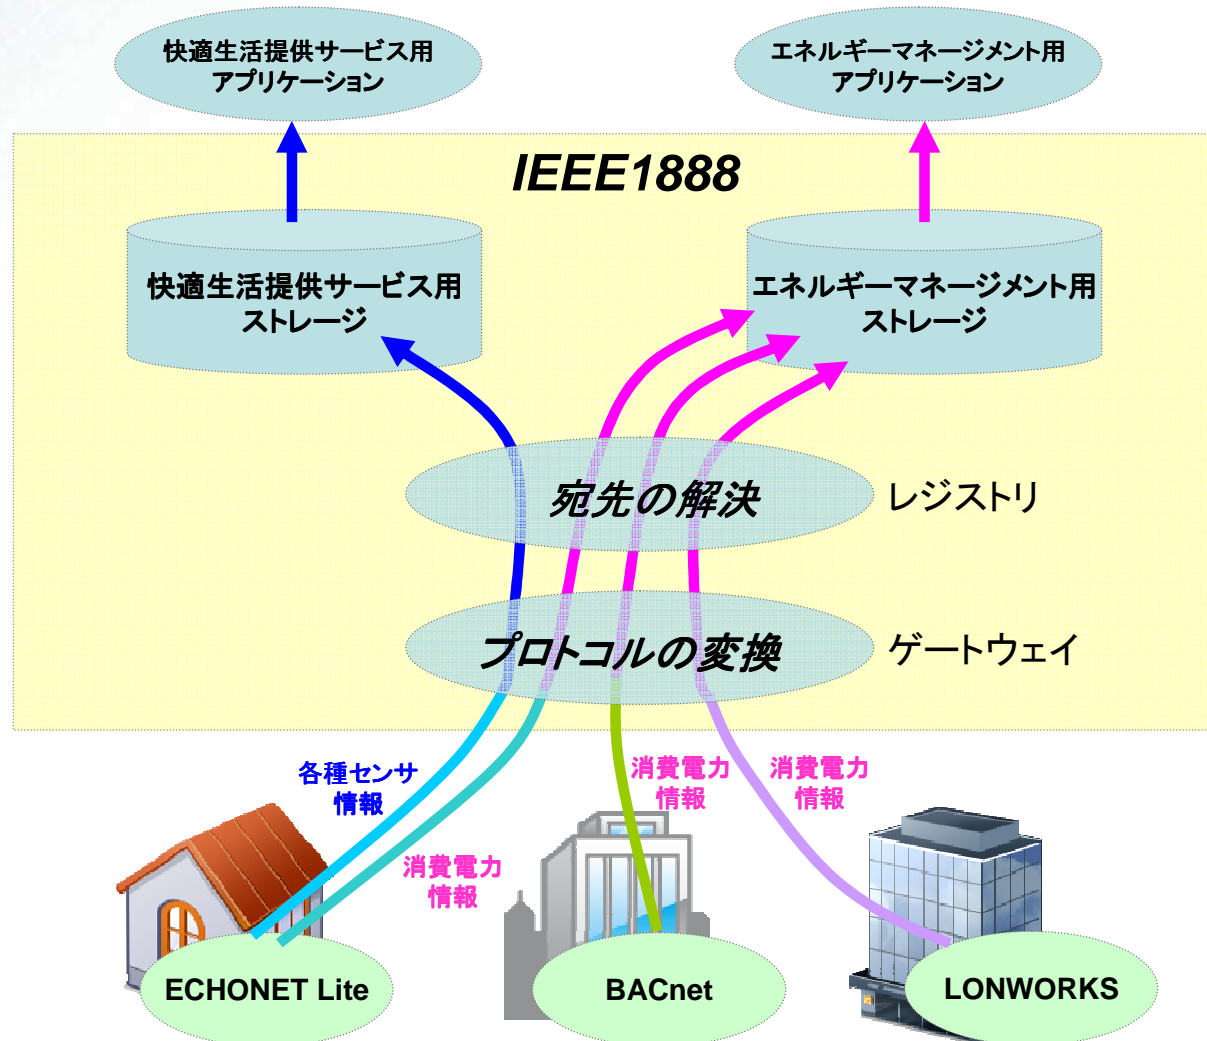 快適生活提供サービス用
アプリケーション
エネルギーマネージメント用
アプリケーション
IEEE1888
快適生活提供サービス用
ストレージ
エネルギーマネージメント用
ストレージ
宛先の解決
レジストリ
プロトコルの変換
ゲートウェイ
各種センサ
情報
消費電力
情報
消費電力
情報
消費電力
情報
ECHONET Lite
BACnet
LONWORKS